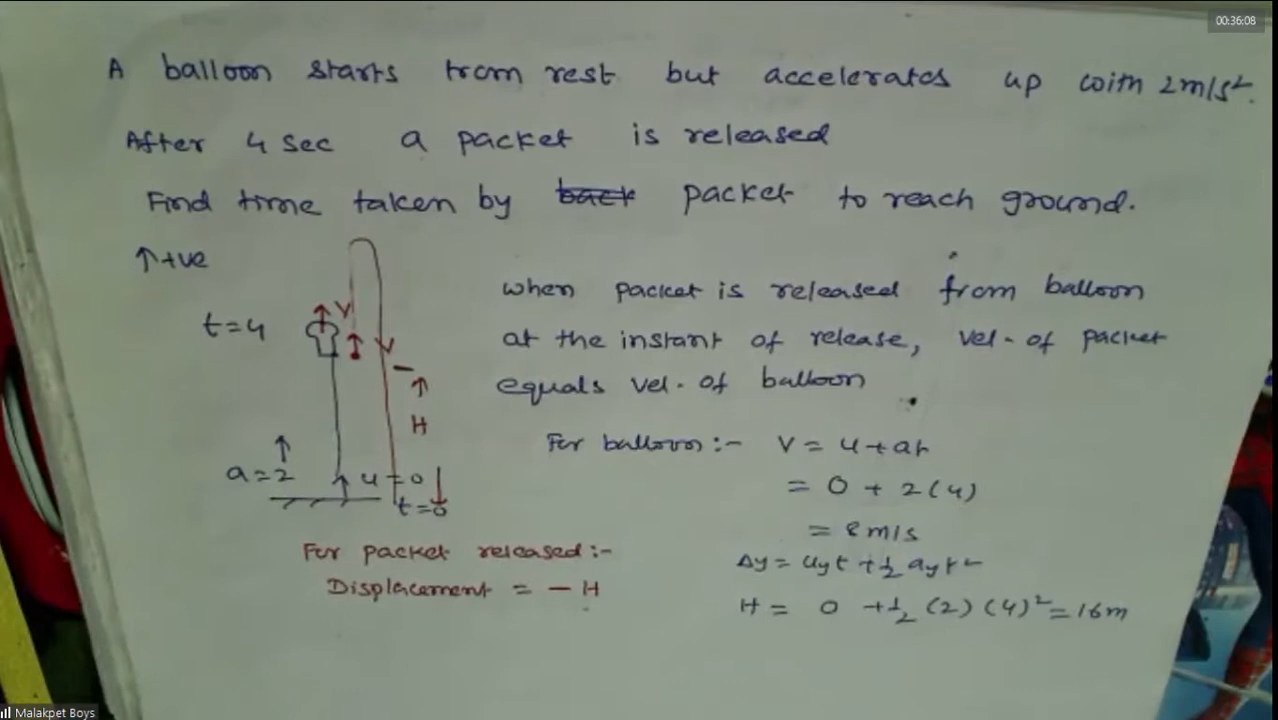 00:36:08
A balloon starts from rest but accelerates up with 2m/s².
After 4 sec a packet is released
Find time taken by back packet to reach ground.
↑+ve
t=4
V
H
a=2
u=0
t=0
When packet is released from balloon
at the instant of release, vel. of packet
equals vel. of balloon
For balloon:- V = u+at
= 0 + 2(4)
= 8m/s
Δy = uyt + ½ ayt²
H = 0 + ½ (2) (4)² = 16m
For packet released:-
Displacement = - H
Malakpet Boys